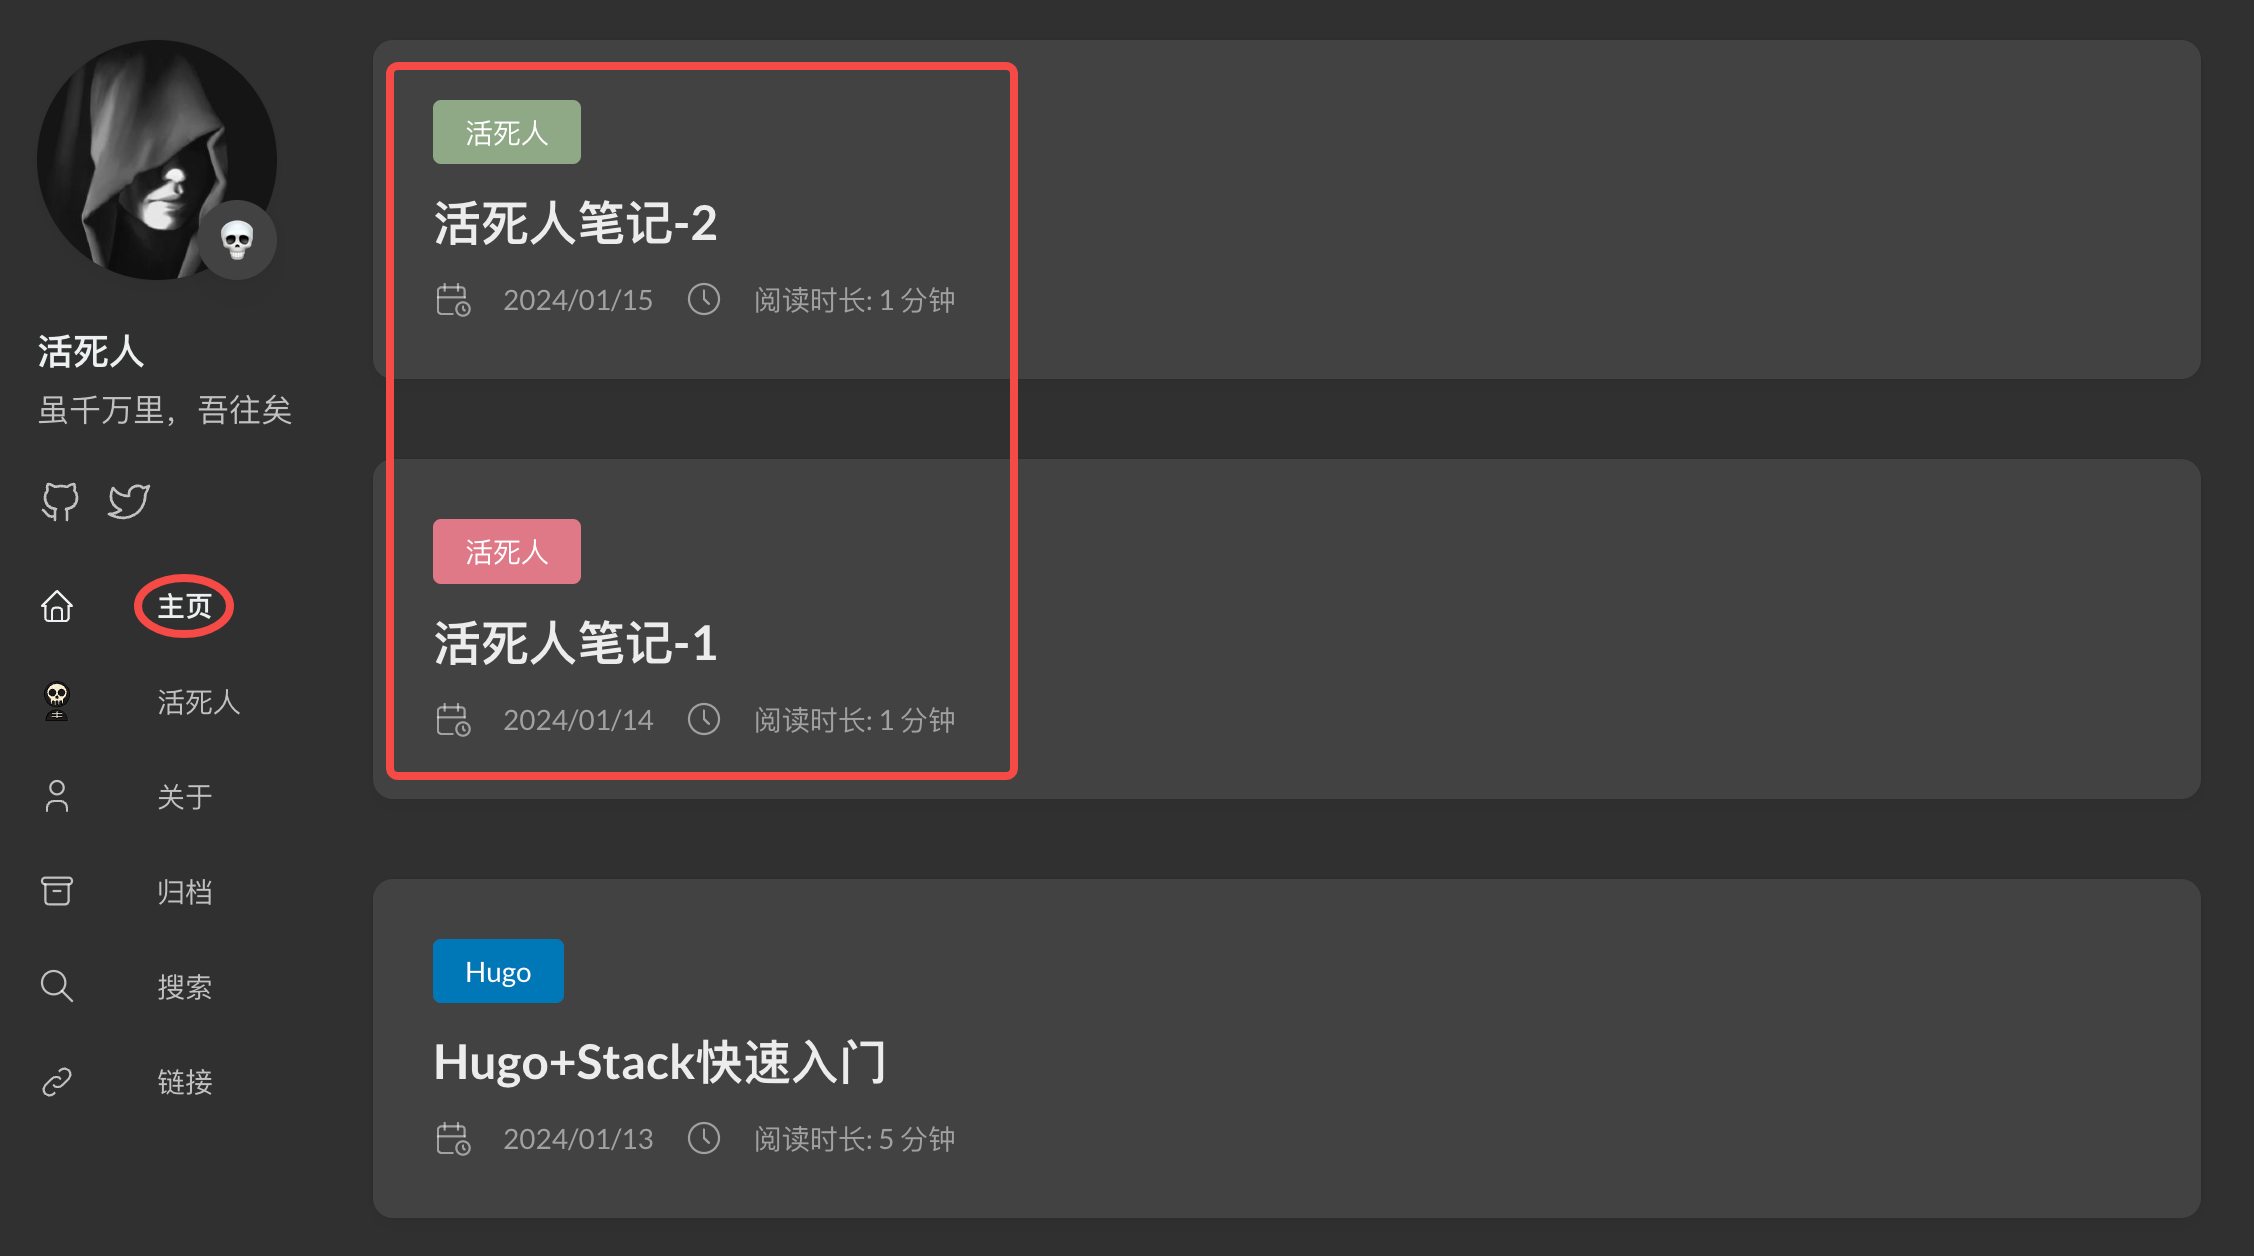 活死人
虽千万里，吾往矣
主页
活死人
关于
归档
搜索
链接
活死人
活死人笔记-2
2024/01/15 阅读时长: 1 分钟
活死人
活死人笔记-1
2024/01/14 阅读时长: 1 分钟
Hugo
Hugo+Stack快速入门
2024/01/13 阅读时长: 5 分钟